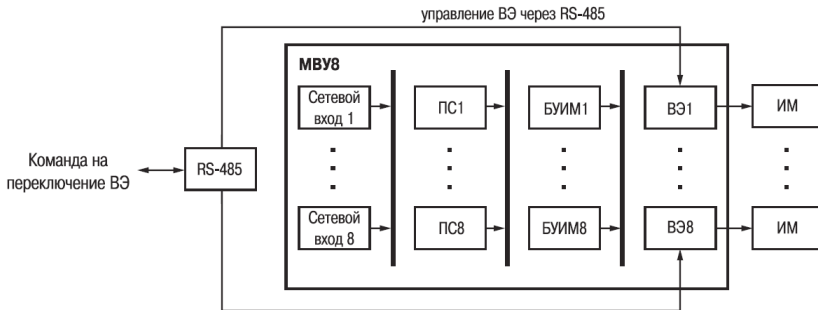 управление ВЭ через RS-485
МВУ8
Сетевой
вход 1
ПС1
БУИМ1
ВЭ1
ИМ
Команда на
переключение ВЭ
RS-485
Сетевой
вход 8
ПС8
БУИМ8
ВЭ8
ИМ